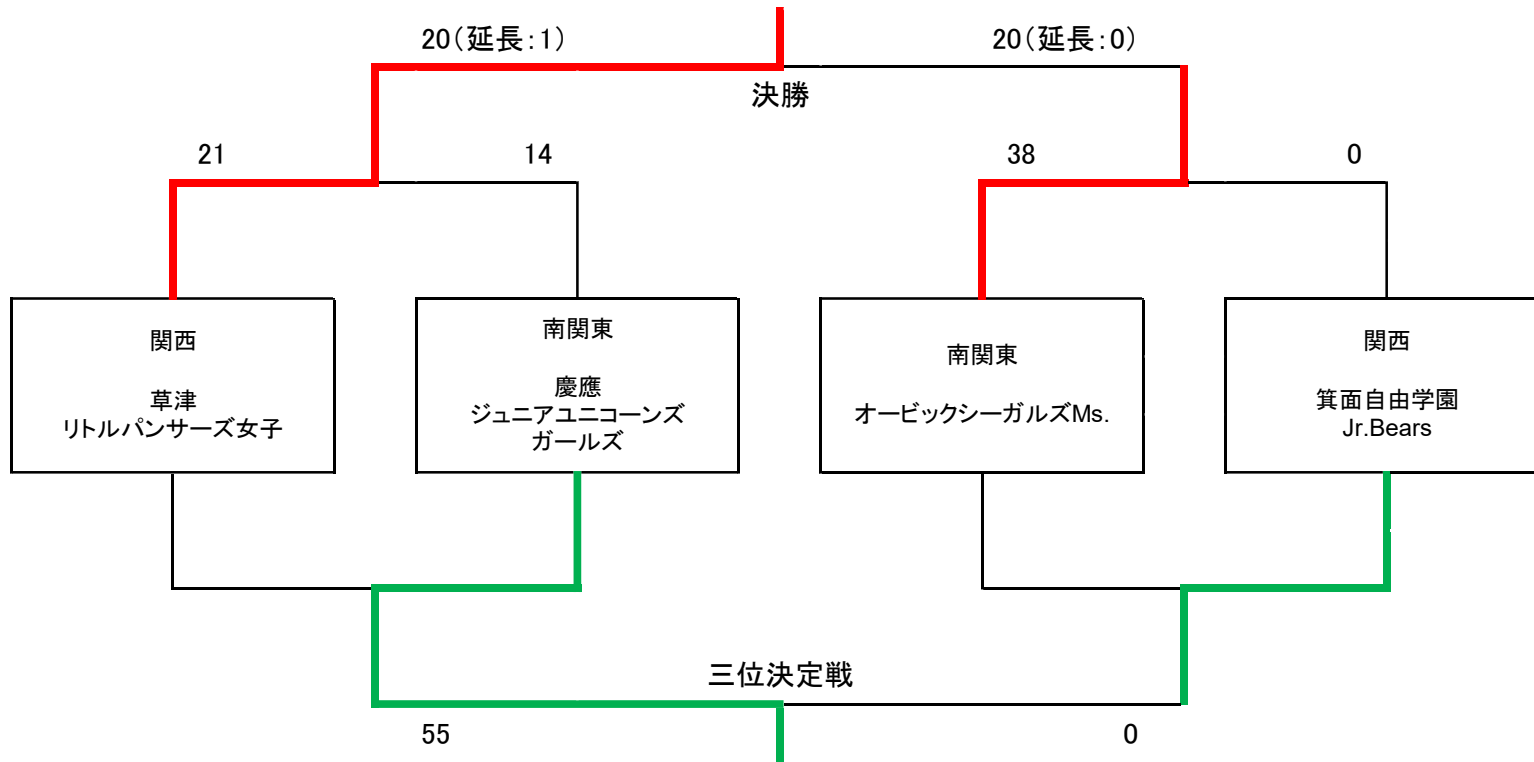 20(延長:1)
20(延長:0)
決勝
21
14
38
0
関西
草津
リトルパンサーズ女子
南関東
慶應
ジュニアユニコーンズ
ガールズ
南関東
オービックシーガルズMs.
関西
箕面自由学園
Jr.Bears
三位決定戦
55
0